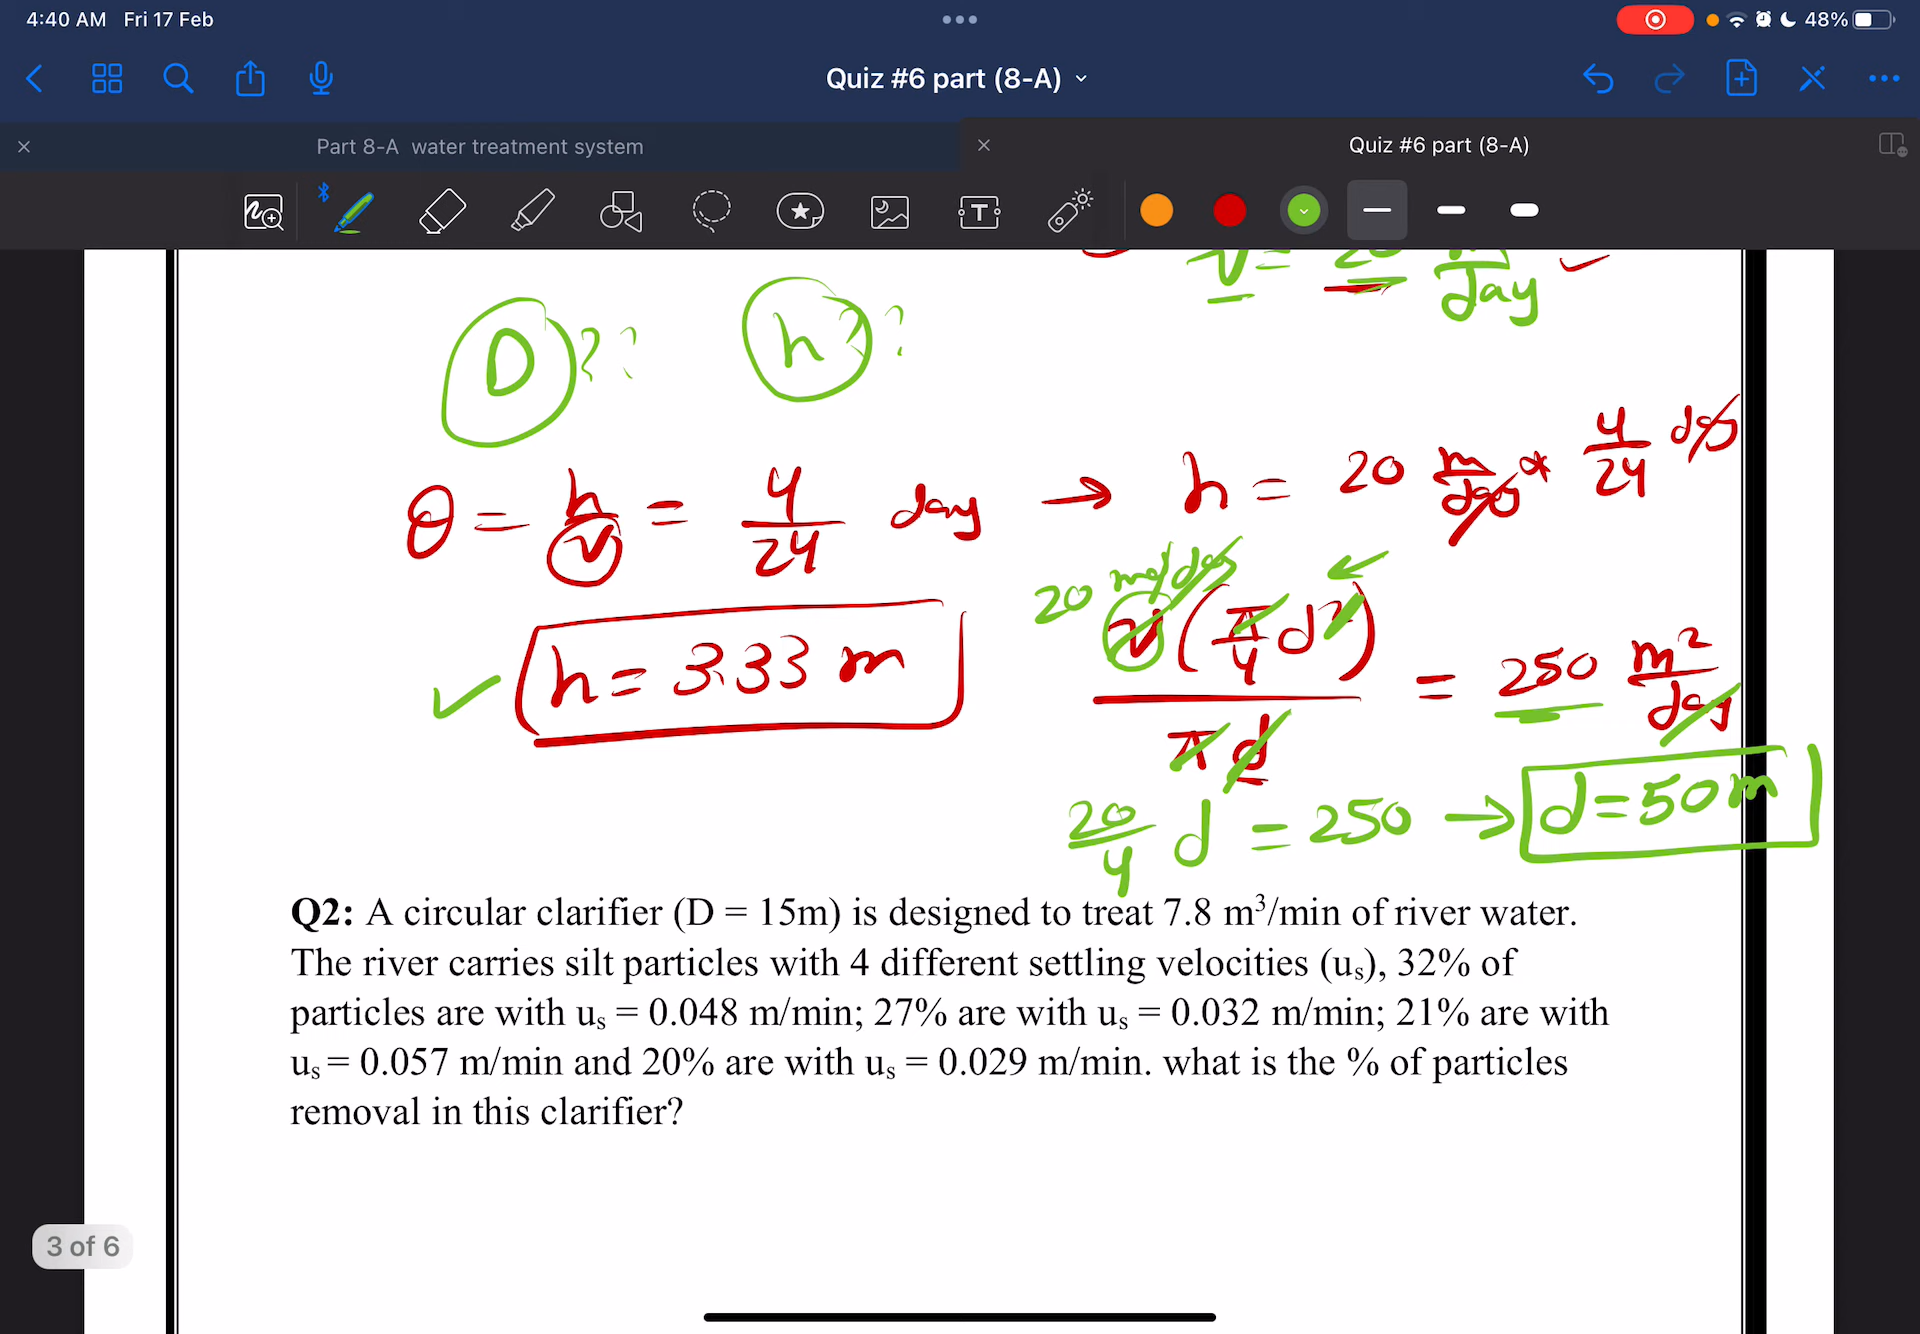 4:40 AM Fri 17 Feb
48%
Quiz #6 part (8-A)
Part 8-A water treatment system
Quiz #6 part (8-A)
T
day
D ??
h ??
θ = h/v = 4/24 day → h = 20 m/day * 4/24 day
20 m/day
h = 3.33 m
v (π/4 d²) / π d = 250 m²/day
20/4 d = 250 → d = 50 m
Q2: A circular clarifier (D = 15m) is designed to treat 7.8 m³/min of river water.
The river carries silt particles with 4 different settling velocities (uₛ), 32% of
particles are with uₛ = 0.048 m/min; 27% are with uₛ = 0.032 m/min; 21% are with
uₛ = 0.057 m/min and 20% are with uₛ = 0.029 m/min. what is the % of particles
removal in this clarifier?
3 of 6